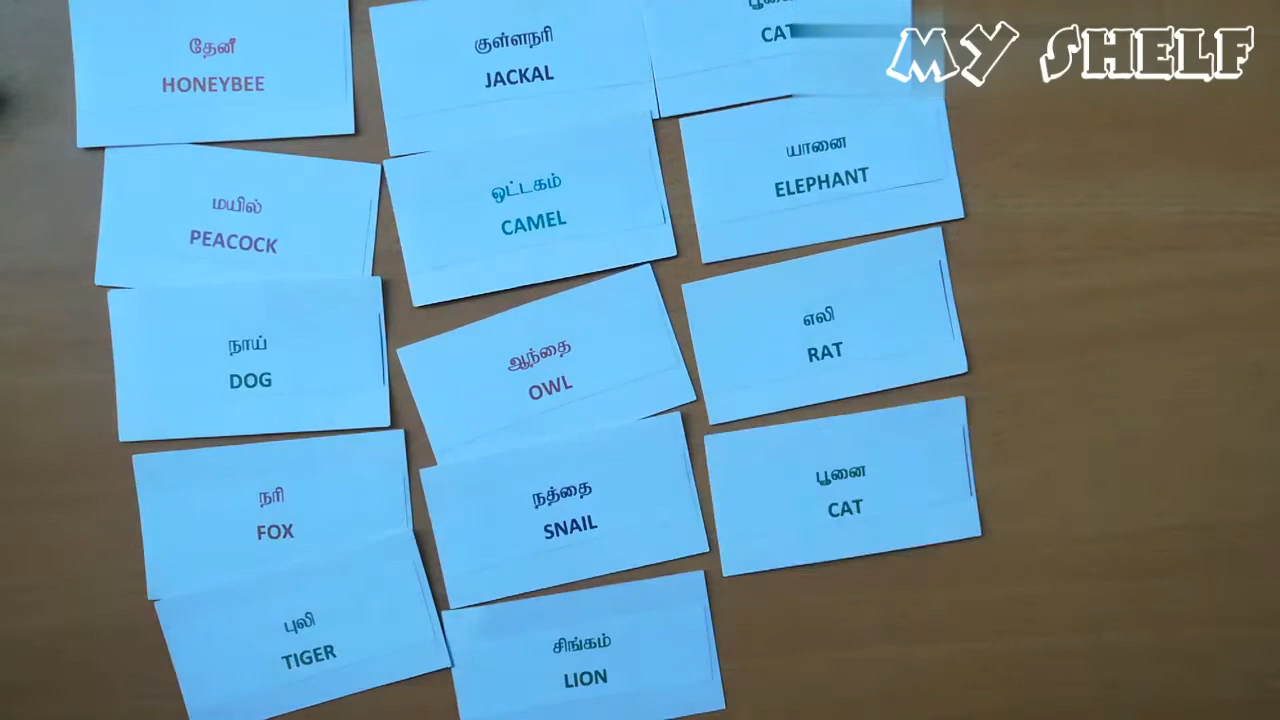 தேனீ
HONEYBEE
மயில்
PEACOCK
நாய்
DOG
நரி
FOX
புலி
TIGER
குள்ளநரி
JACKAL
ஒட்டகம்
CAMEL
ஆந்தை
OWL
நத்தை
SNAIL
சிங்கம்
LION
CAT
யானை
ELEPHANT
எலி
RAT
பூனை
CAT
MY SHELF